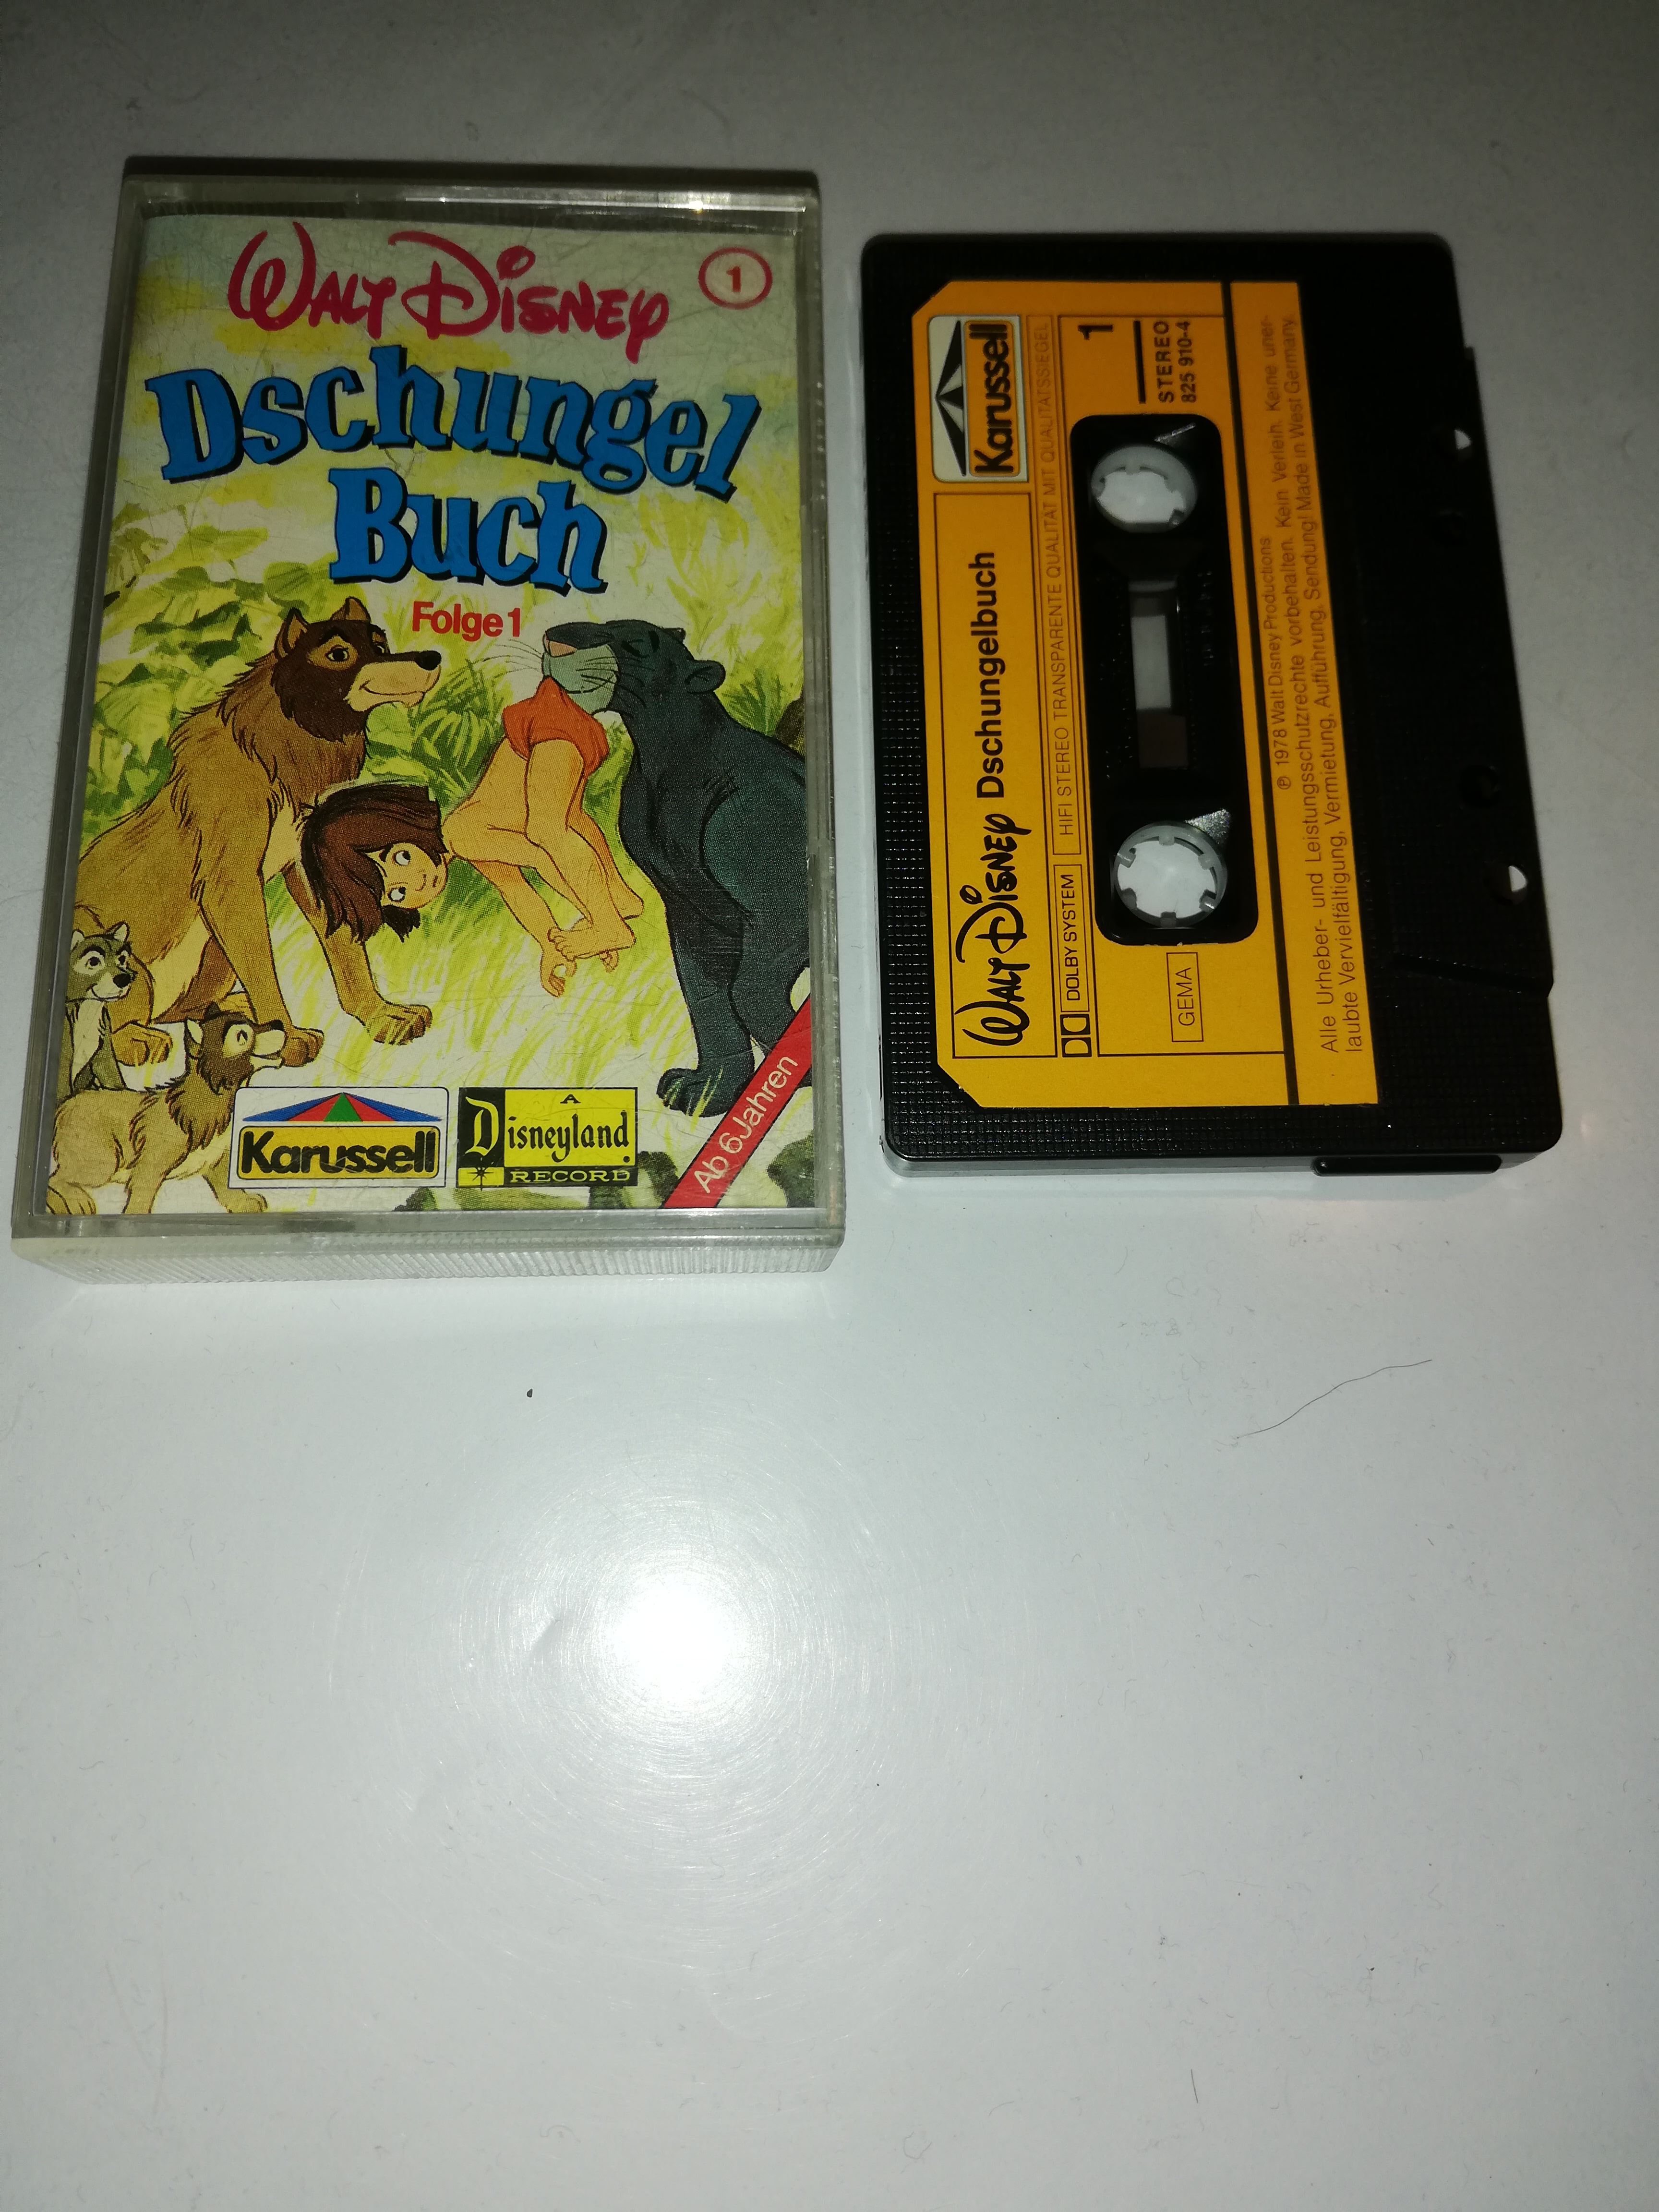 WALT DISNEY
1
Dschungel
Buch
Folge 1
Karussell
A
Disneyland
RECORD
Ab 6 Jahren
Karussell
WALT DISNEY Dschungelbuch
DOLBY SYSTEM HIFI STEREO TRANSPARENTE QUALITÄT MIT QUALITÄTSSIEGEL
1
STEREO
825 910-4
GEMA
℗ 1978 Walt Disney Productions
Alle Urheber- und Leistungsschutzrechte vorbehalten. Kein Verleih. Keine uner-
laubte Vervielfältigung, Vermietung, Aufführung, Sendung! Made in West Germany.